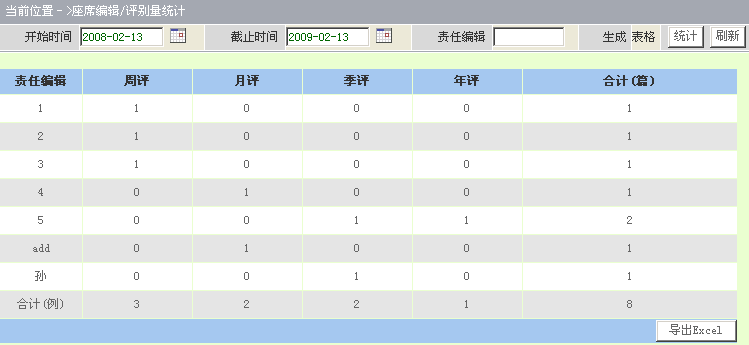 当前位置->座席编辑/评别量统计
开始时间 2008-02-13 截止时间 2009-02-13 责任编辑 生成 表格 统计 刷新
责任编辑 周评 月评 季评 年评 合计(篇)
1 1 0 0 0 1
2 1 0 0 0 1
3 1 0 0 0 1
4 0 1 0 0 1
5 0 0 1 1 2
add 0 1 0 0 1
孙 0 0 1 0 1
合计(例) 3 2 2 1 8
导出Excel